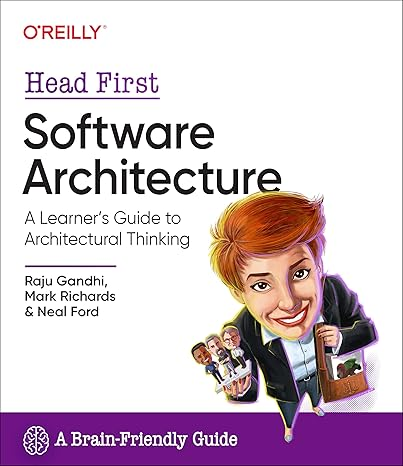 O'REILLY®
Head First
Software
Architecture
A Learner's Guide to
Architectural Thinking
Raju Gandhi,
Mark Richards
& Neal Ford
A Brain-Friendly Guide